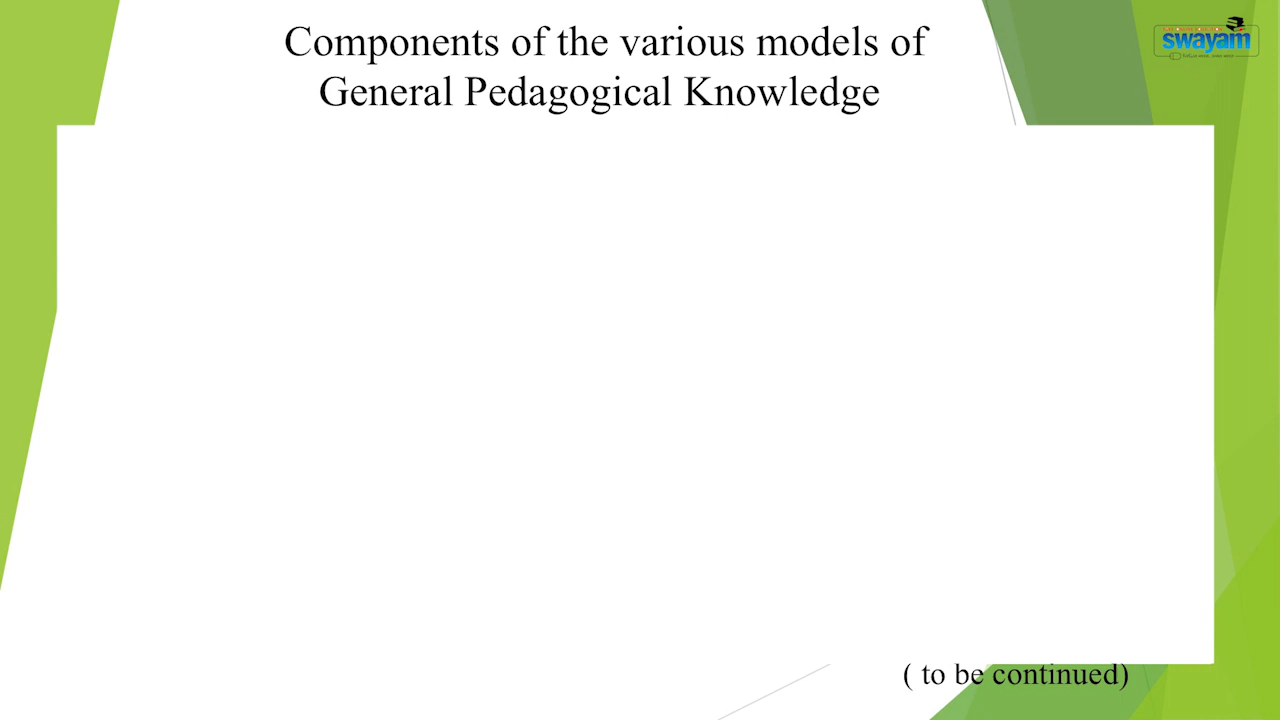 Components of the various models of
General Pedagogical Knowledge
swayam
( to be continued)